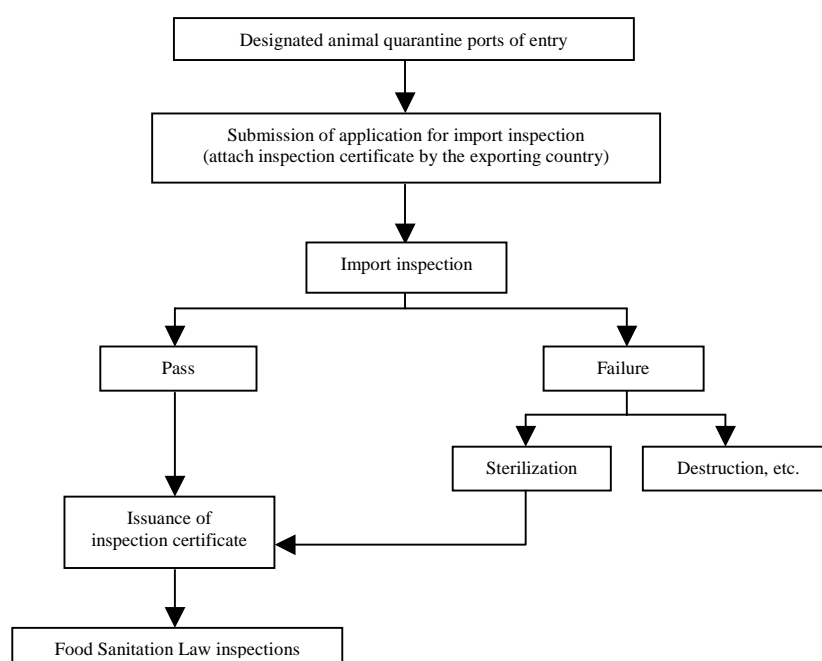 Designated animal quarantine ports of entry
Submission of application for import inspection
(attach inspection certificate by the exporting country)
Import inspection
Pass
Failure
Sterilization
Destruction, etc.
Issuance of
inspection certificate
Food Sanitation Law inspections